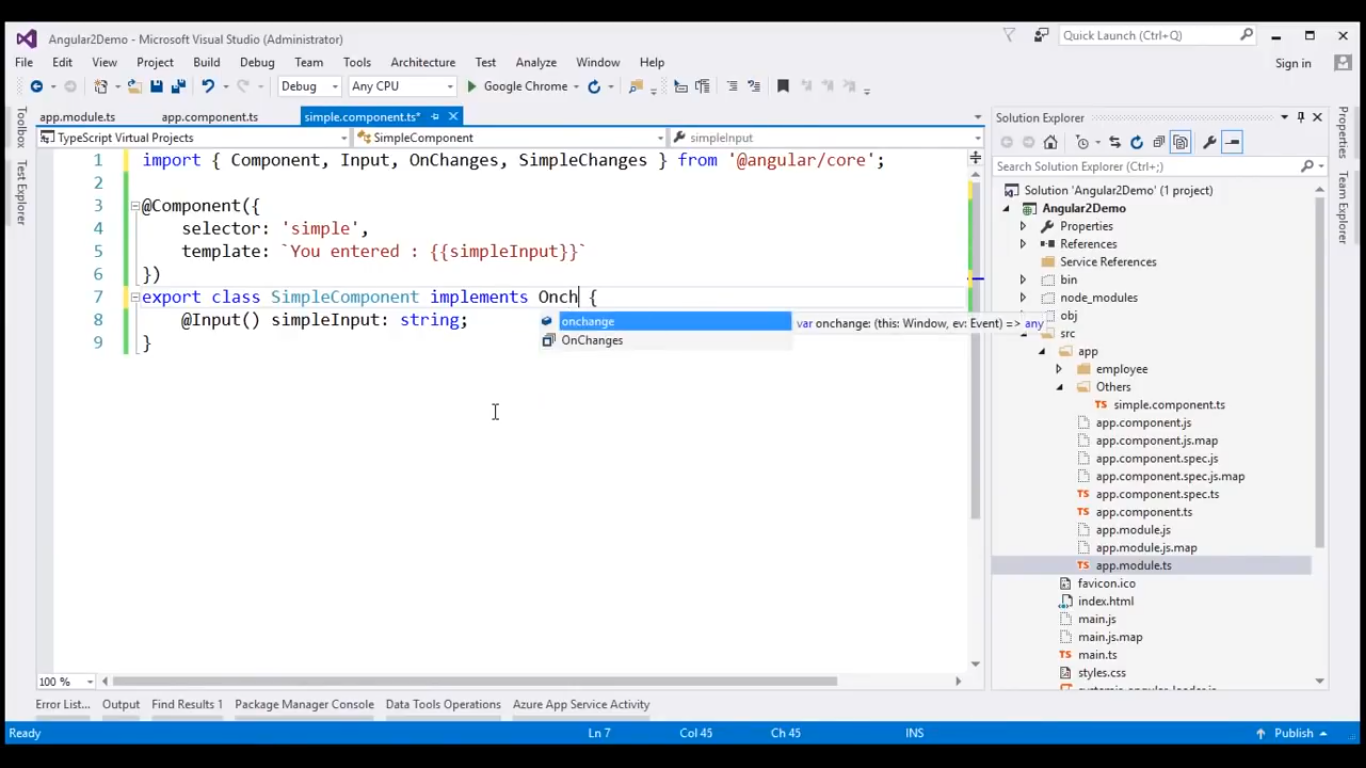 Angular2Demo - Microsoft Visual Studio (Administrator)
Quick Launch (Ctrl+Q)
File Edit View Project Build Debug Team Tools Architecture Test Analyze Window Help
Sign in
Debug Any CPU Google Chrome
Toolbox
Test Explorer
app.module.ts app.component.ts simple.component.ts*
TypeScript Virtual Projects SimpleComponent simpleInput
1 import { Component, Input, OnChanges, SimpleChanges } from '@angular/core';
2
3 @Component({
4 selector: 'simple',
5 template: `You entered : {{simpleInput}}`
6 })
7 export class SimpleComponent implements Onch {
8 @Input() simpleInput: string;
9 }
onchange
OnChanges
var onchange: (this: Window, ev: Event) => any
100 %
Solution Explorer
Search Solution Explorer (Ctrl+;)
Solution 'Angular2Demo' (1 project)
Angular2Demo
Properties
References
Service References
bin
node_modules
obj
src
app
employee
Others
TS simple.component.ts
app.component.js
app.component.js.map
app.component.spec.js
app.component.spec.js.map
TS app.component.spec.ts
TS app.component.ts
app.module.js
app.module.js.map
TS app.module.ts
favicon.ico
index.html
main.js
main.js.map
TS main.ts
styles.css
Properties
Team Explorer
Error List... Output Find Results 1 Package Manager Console Data Tools Operations Azure App Service Activity
Ready Ln 7 Col 45 Ch 45 INS Publish